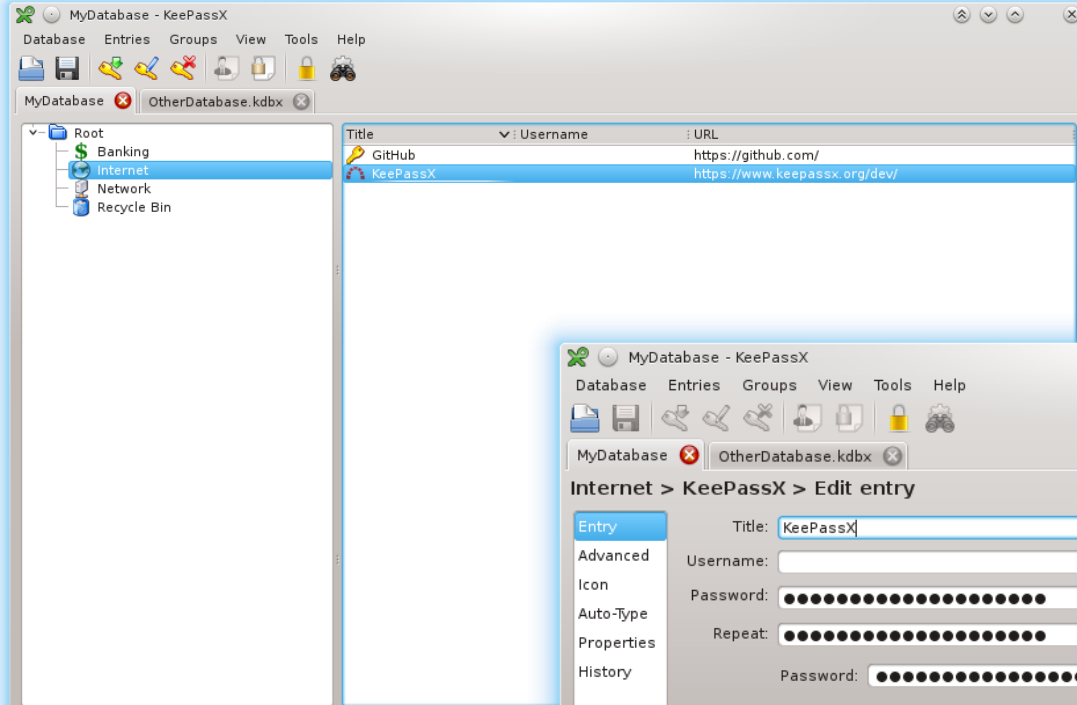 MyDatabase - KeePassX
Database Entries Groups View Tools Help
MyDatabase OtherDatabase.kdbx
Root
Banking
Internet
Network
Recycle Bin
Title Username URL
GitHub https://github.com/
KeePassX https://www.keepassx.org/dev/
MyDatabase - KeePassX
Database Entries Groups View Tools Help
MyDatabase OtherDatabase.kdbx
Internet > KeePassX > Edit entry
Entry
Advanced
Icon
Auto-Type
Properties
History
Title: KeePassX
Username:
Password: ●●●●●●●●●●●●●●●●●●●●
Repeat: ●●●●●●●●●●●●●●●●●●●●
Password: ●●●●●●●●●●●●●●●●